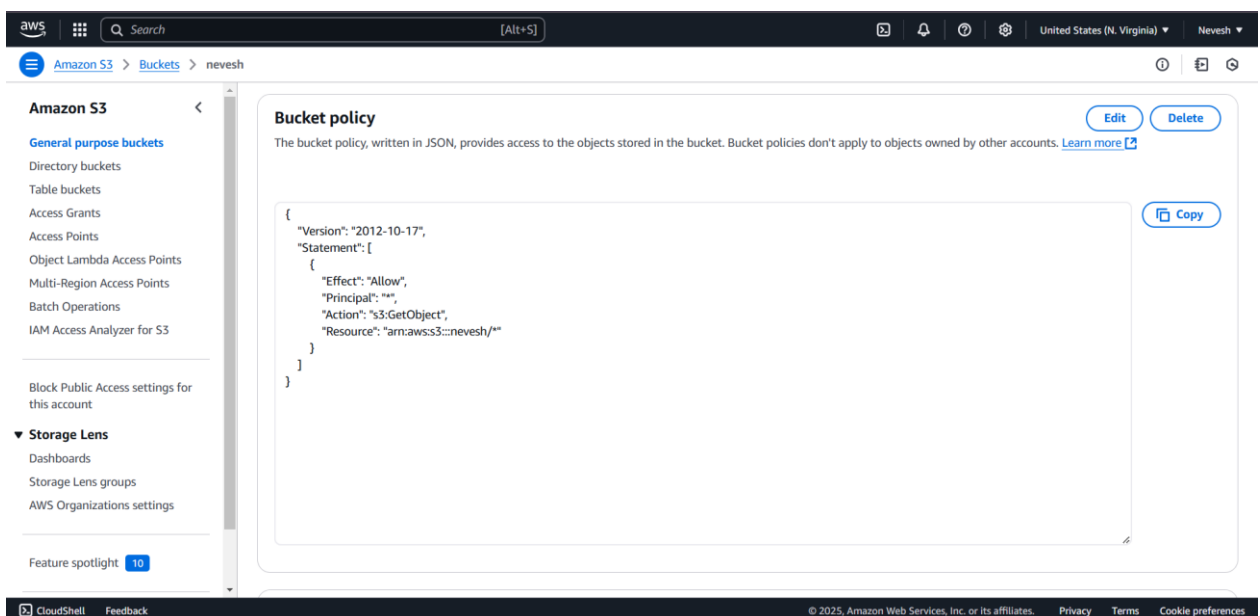 aws
Search [Alt+S]
United States (N. Virginia) ▼ Nevesh ▼
Amazon S3 > Buckets > nevesh
Amazon S3
General purpose buckets
Directory buckets
Table buckets
Access Grants
Access Points
Object Lambda Access Points
Multi-Region Access Points
Batch Operations
IAM Access Analyzer for S3
Block Public Access settings for
this account
▼ Storage Lens
Dashboards
Storage Lens groups
AWS Organizations settings
Feature spotlight 10
Bucket policy
Edit Delete
The bucket policy, written in JSON, provides access to the objects stored in the bucket. Bucket policies don't apply to objects owned by other accounts. Learn more
Copy
{
"Version": "2012-10-17",
"Statement": [
{
"Effect": "Allow",
"Principal": "*",
"Action": "s3:GetObject",
"Resource": "arn:aws:s3:::nevesh/*"
}
]
}
CloudShell Feedback
© 2025, Amazon Web Services, Inc. or its affiliates. Privacy Terms Cookie preferences